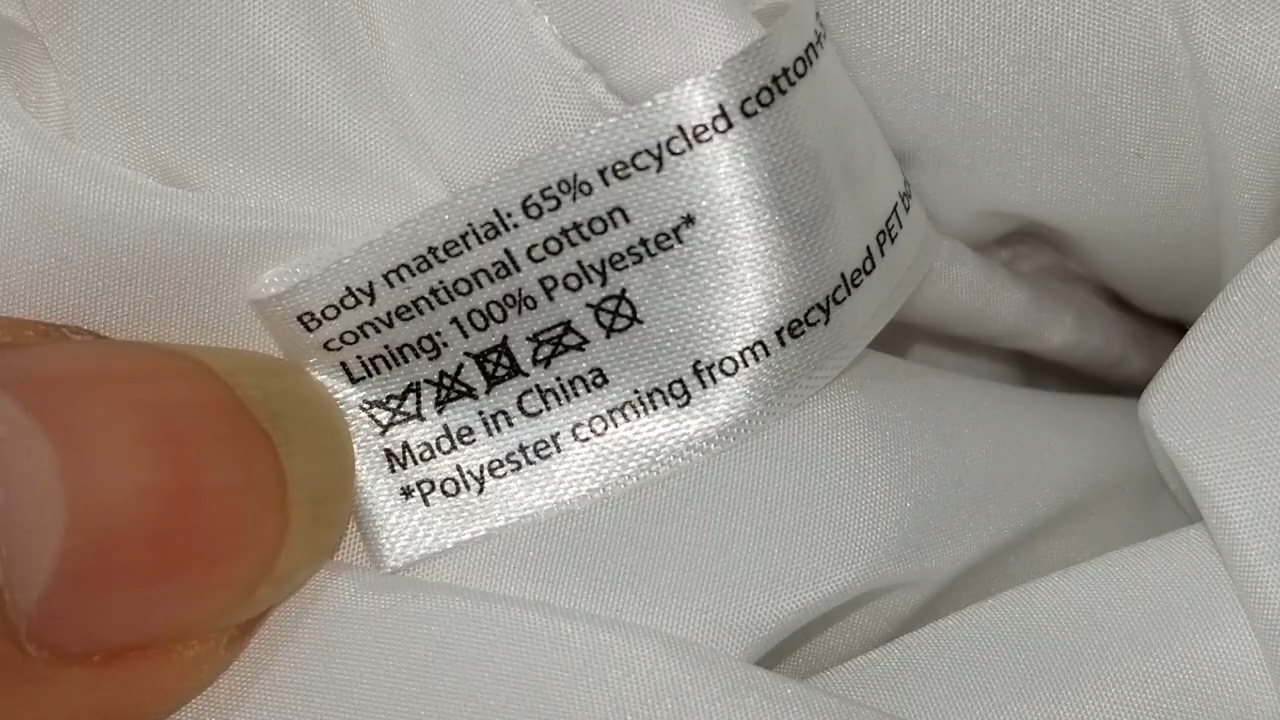 Body material: 65% recycled cotton+
conventional cotton
Lining: 100% Polyester*
Made in China
*Polyester coming from recycled PET